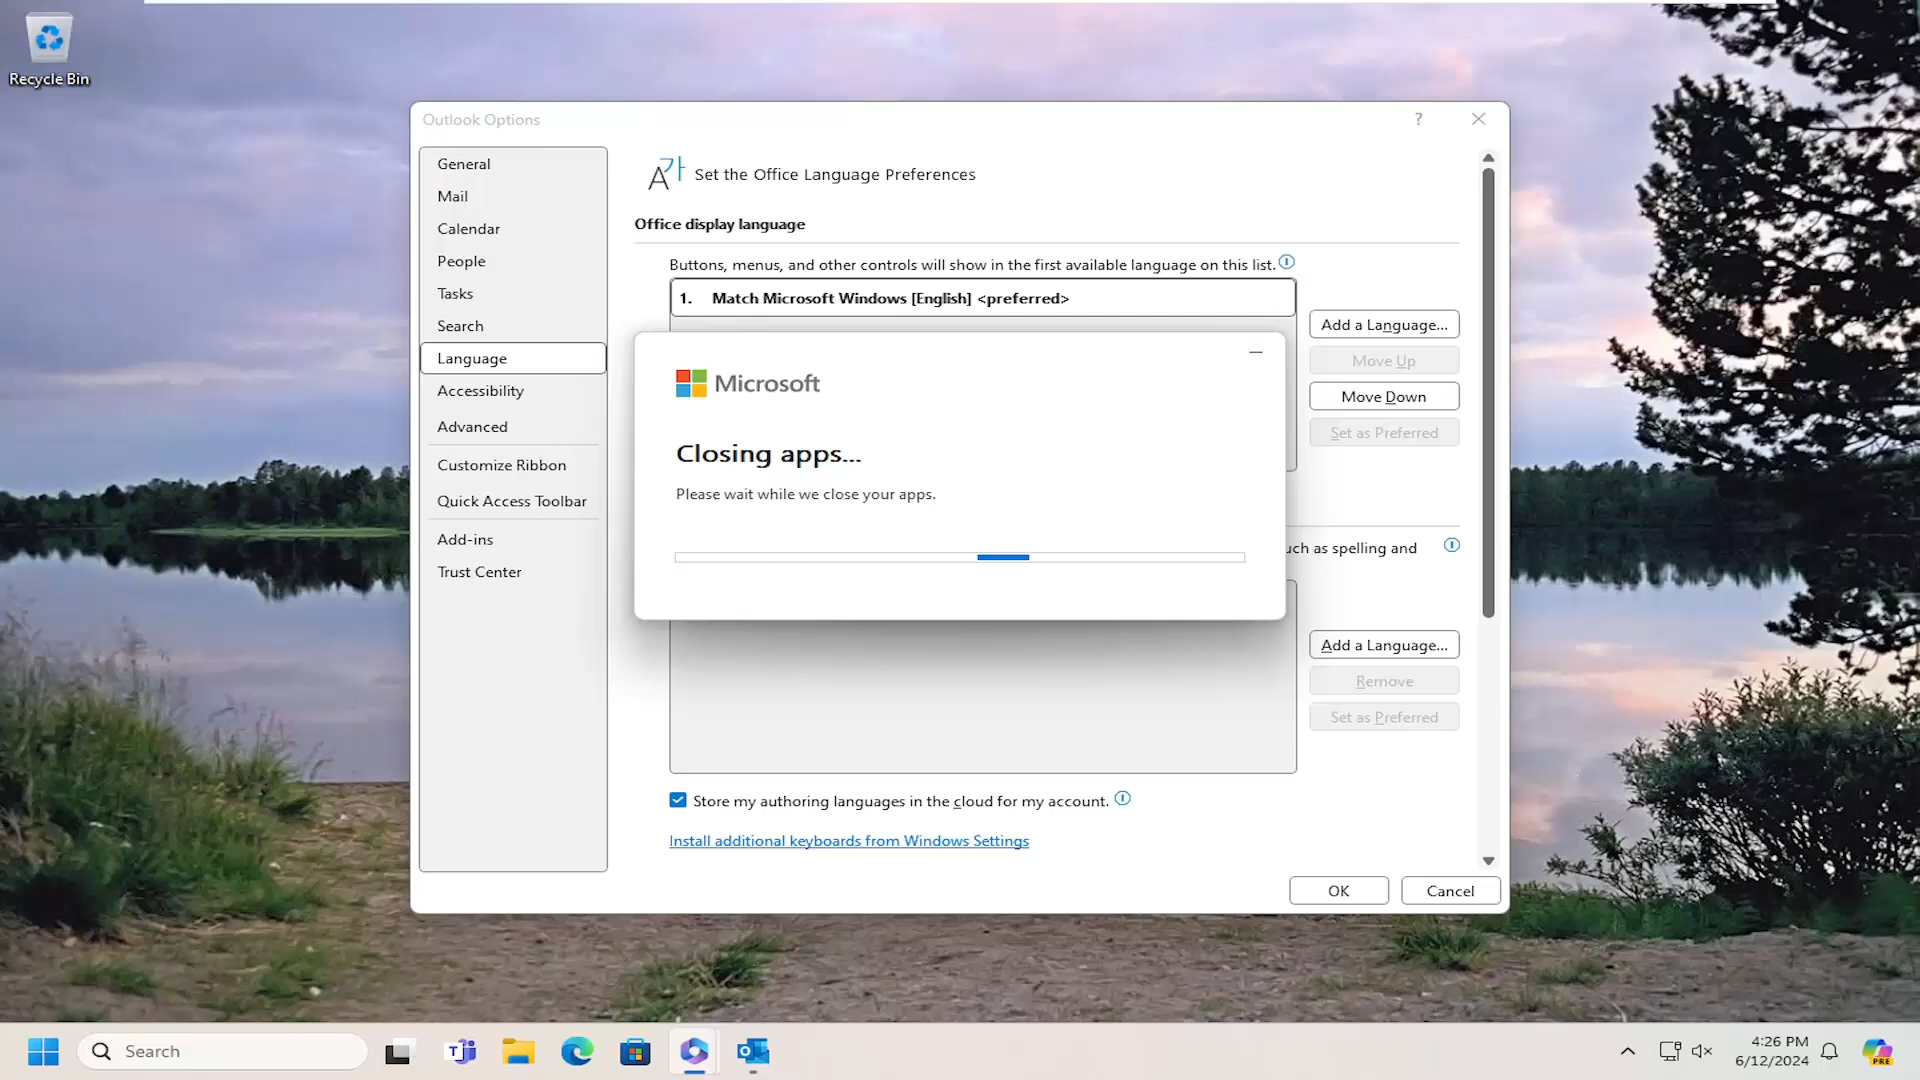 Recycle Bin
Outlook Options
?
General
Mail
Calendar
People
Tasks
Search
Language
Accessibility
Advanced
Customize Ribbon
Quick Access Toolbar
Add-ins
Trust Center
Set the Office Language Preferences
Office display language
Buttons, menus, and other controls will show in the first available language on this list.
1. Match Microsoft Windows [English] <preferred>
Add a Language...
Move Up
Move Down
Set as Preferred
Microsoft
Closing apps...
Please wait while we close your apps.
such as spelling and
Add a Language...
Remove
Set as Preferred
Store my authoring languages in the cloud for my account.
Install additional keyboards from Windows Settings
OK
Cancel
Search
4:26 PM
6/12/2024
PRE